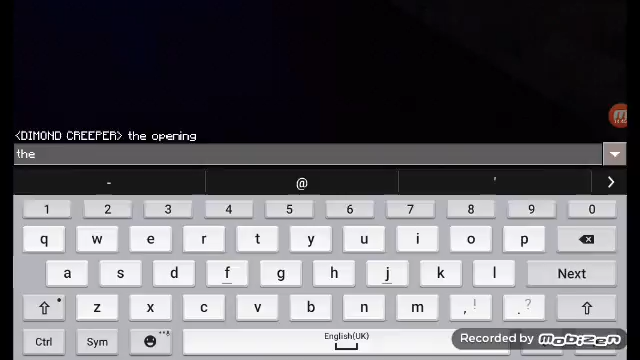 <DIMOND CREEPER> the opening
the
- @ '
1 2 3 4 5 6 7 8 9 0
q w e r t y u i o p
a s d f g h j k l Next
z x c v b n m , ! . ?
Ctrl Sym English(UK)
Recorded by
mobizen